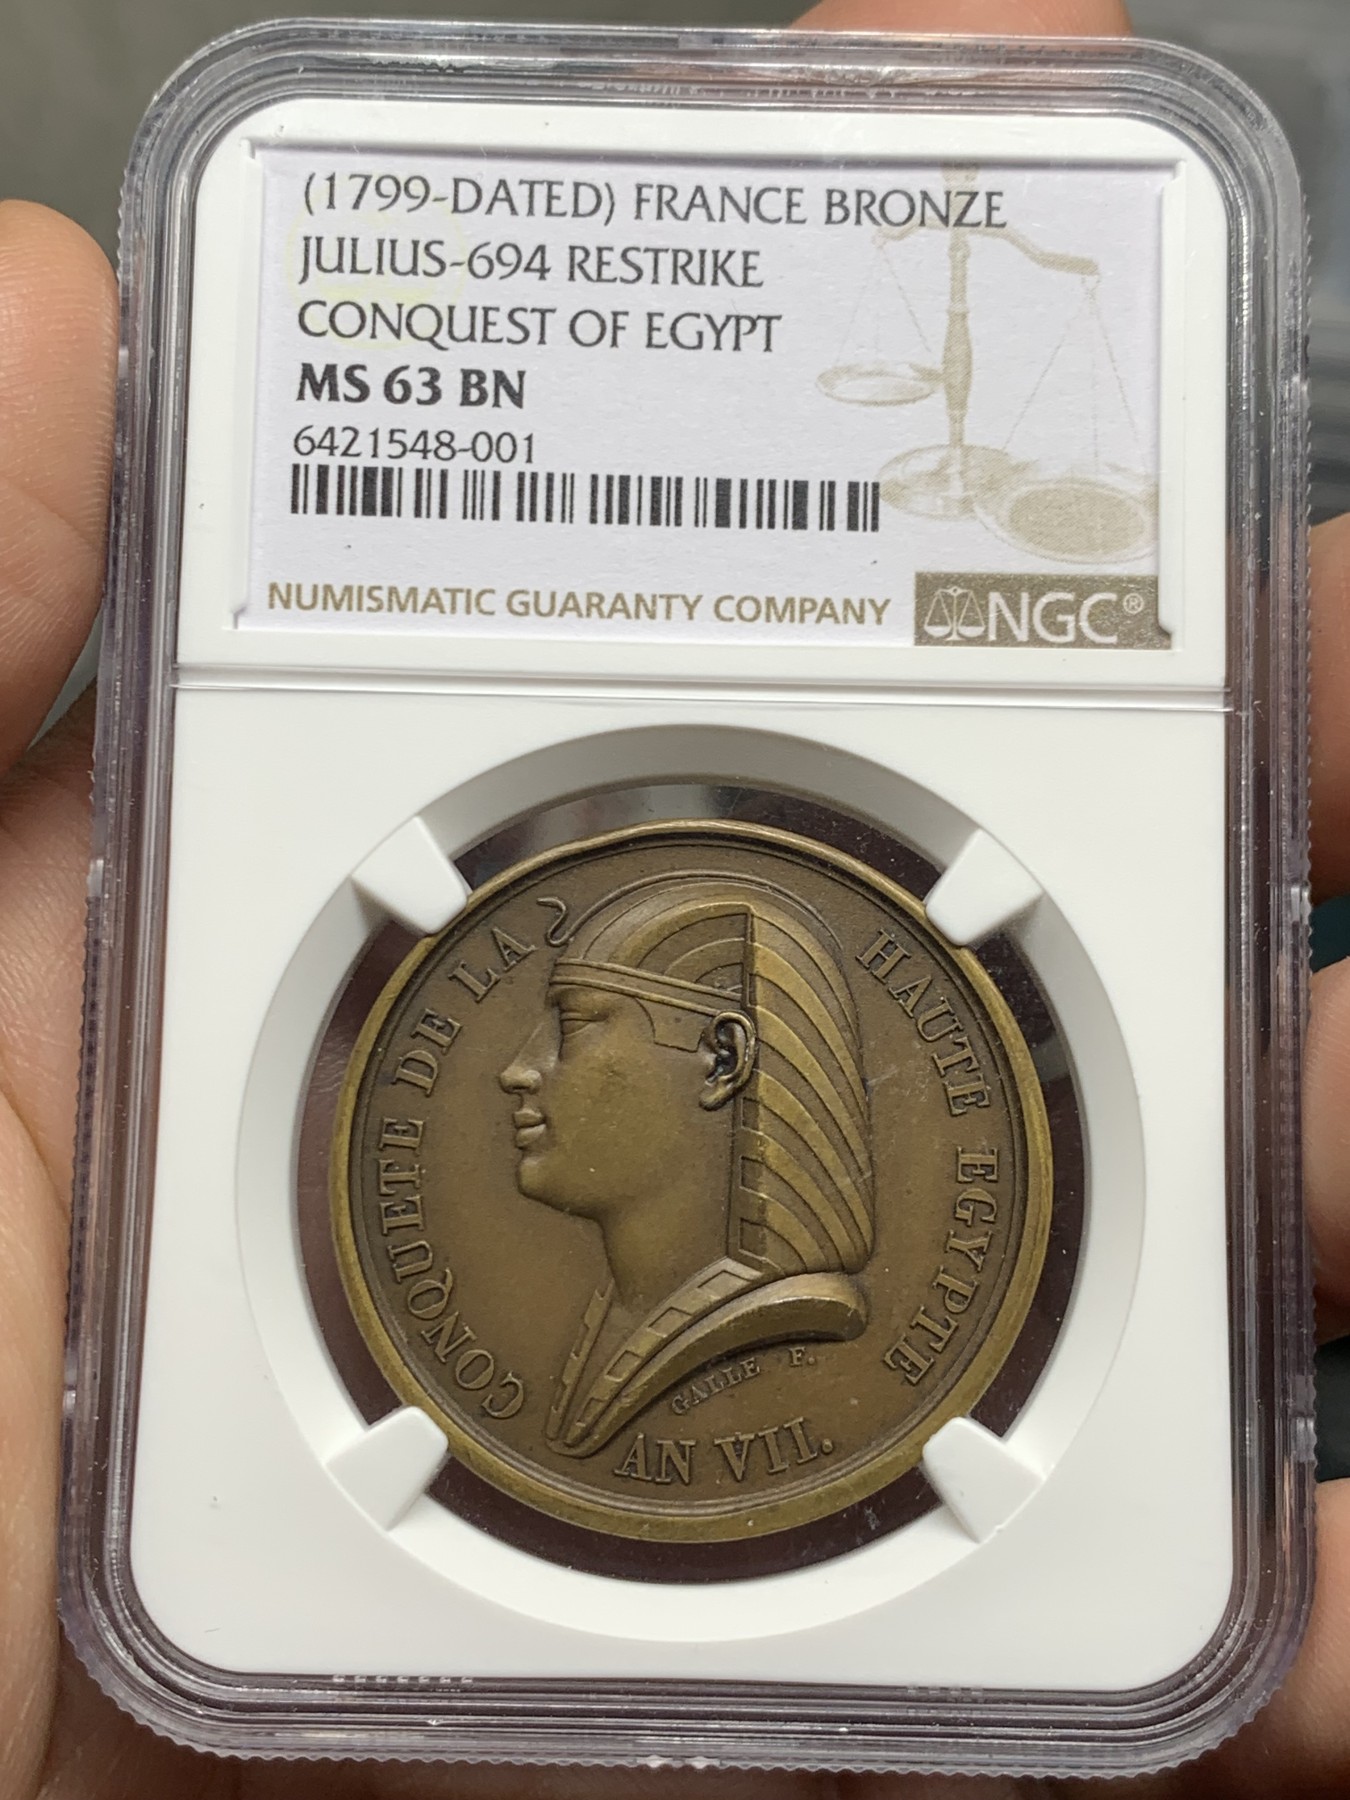 (1799-DATED) FRANCE BRONZE
JULIUS-694 RESTRIKE
CONQUEST OF EGYPT
MS 63 BN
6421548-001
NUMISMATIC GUARANTY COMPANY
NGC®
CONQUETE DE LA HAUTE EGYPTE
GALLE F.
AN VII.